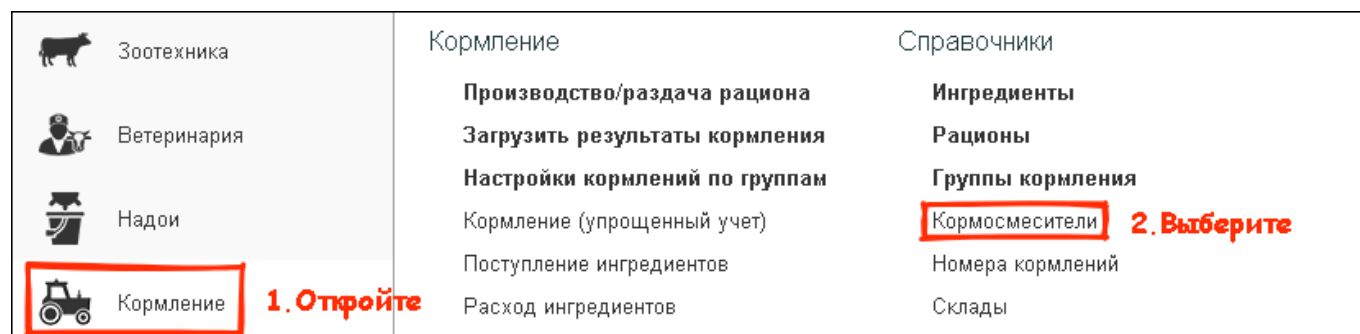 Зоотехника
Ветеринария
Надои
Кормление
1.Откройте
Кормление
Производство/раздача рациона
Загрузить результаты кормления
Настройки кормлений по группам
Кормление (упрощенный учет)
Поступление ингредиентов
Расход ингредиентов
Справочники
Ингредиенты
Рационы
Группы кормления
Кормосмесители
2.Выберите
Номера кормлений
Склады